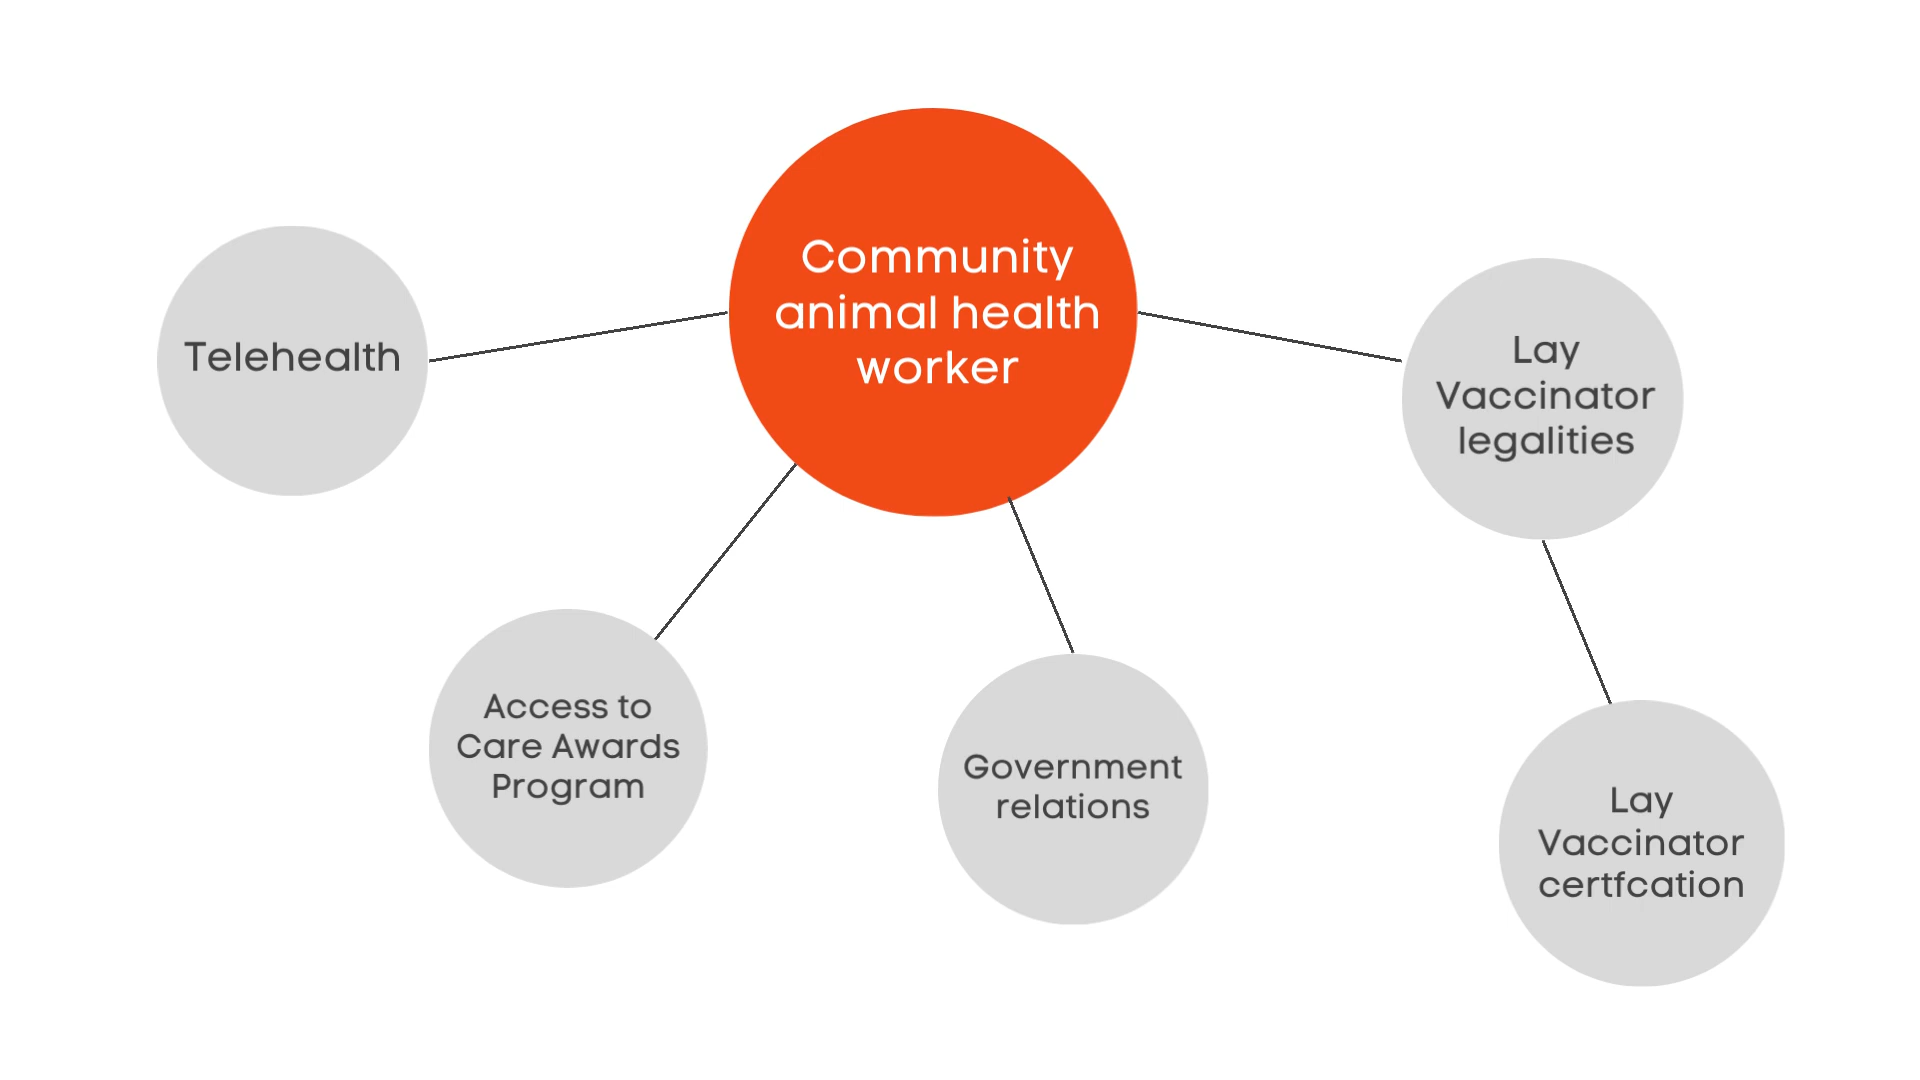 Community
animal health
worker
Telehealth
Lay
Vaccinator
legalities
Access to
Care Awards
Program
Government
relations
Lay
Vaccinator
certfcation